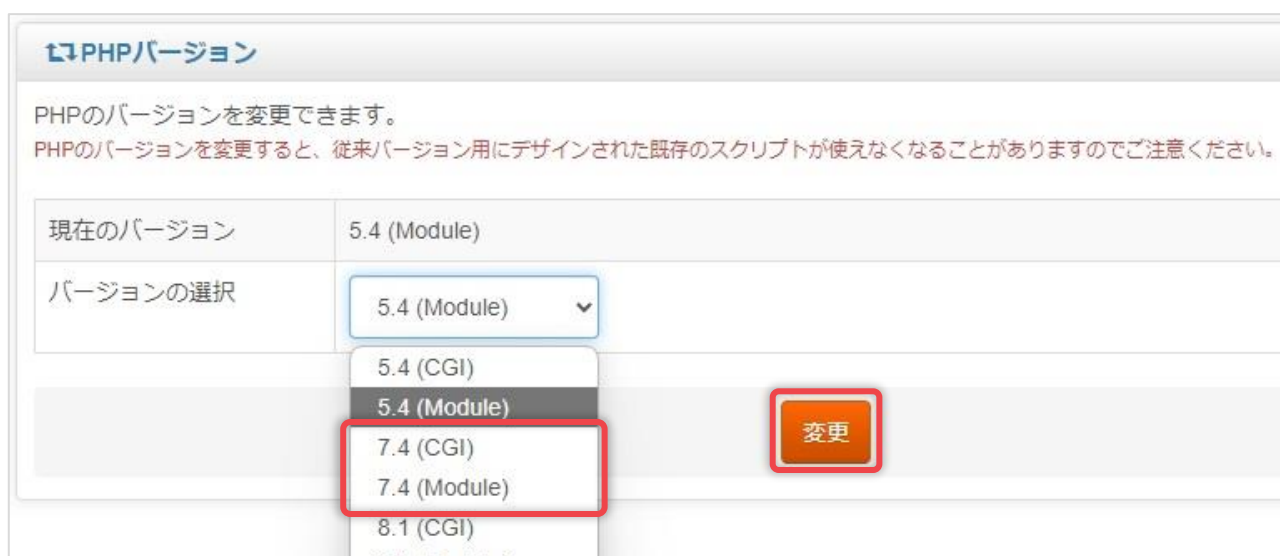 PHPバージョン
PHPのバージョンを変更できます。
PHPのバージョンを変更すると、従来バージョン用にデザインされた既存のスクリプトが使えなくなることがありますのでご注意ください。
現在のバージョン 5.4 (Module)
バージョンの選択 5.4 (Module)
5.4 (CGI)
5.4 (Module)
変更
7.4 (CGI)
7.4 (Module)
8.1 (CGI)